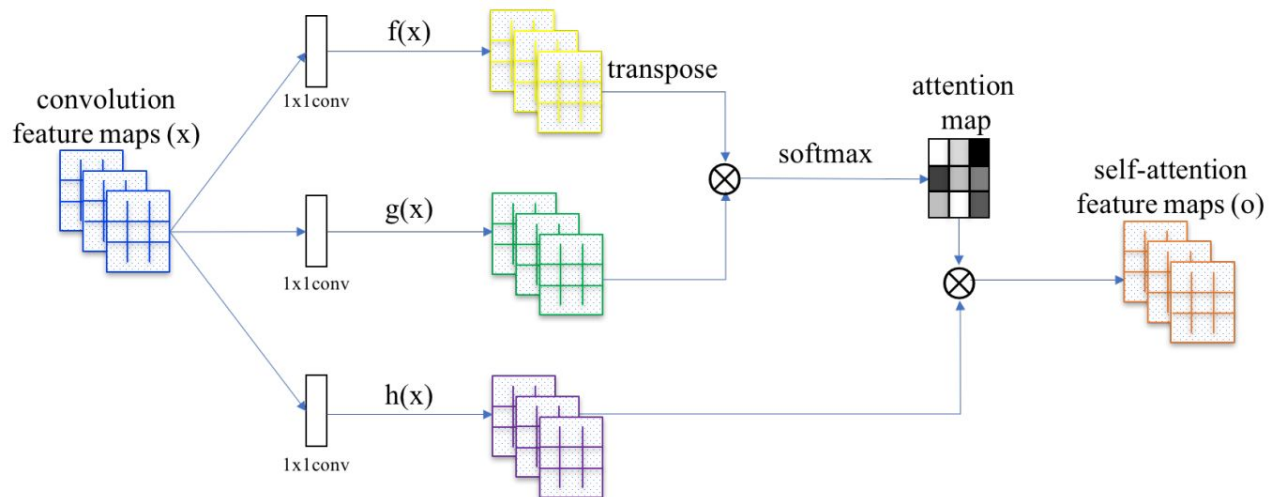 convolution
feature maps (x)
1x1conv
f(x)
transpose
1x1conv
g(x)
softmax
attention
map
1x1conv
h(x)
self-attention
feature maps (o)